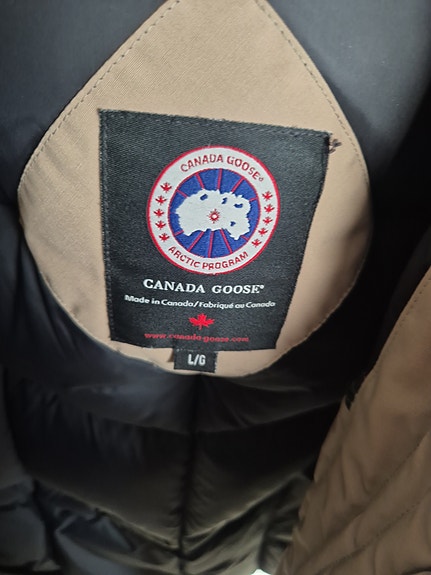 CANADA GOOSE®
ARCTIC PROGRAM
CANADA GOOSE®
Made in Canada/Fabriqué au Canada
www.canada-goose.com
L/G